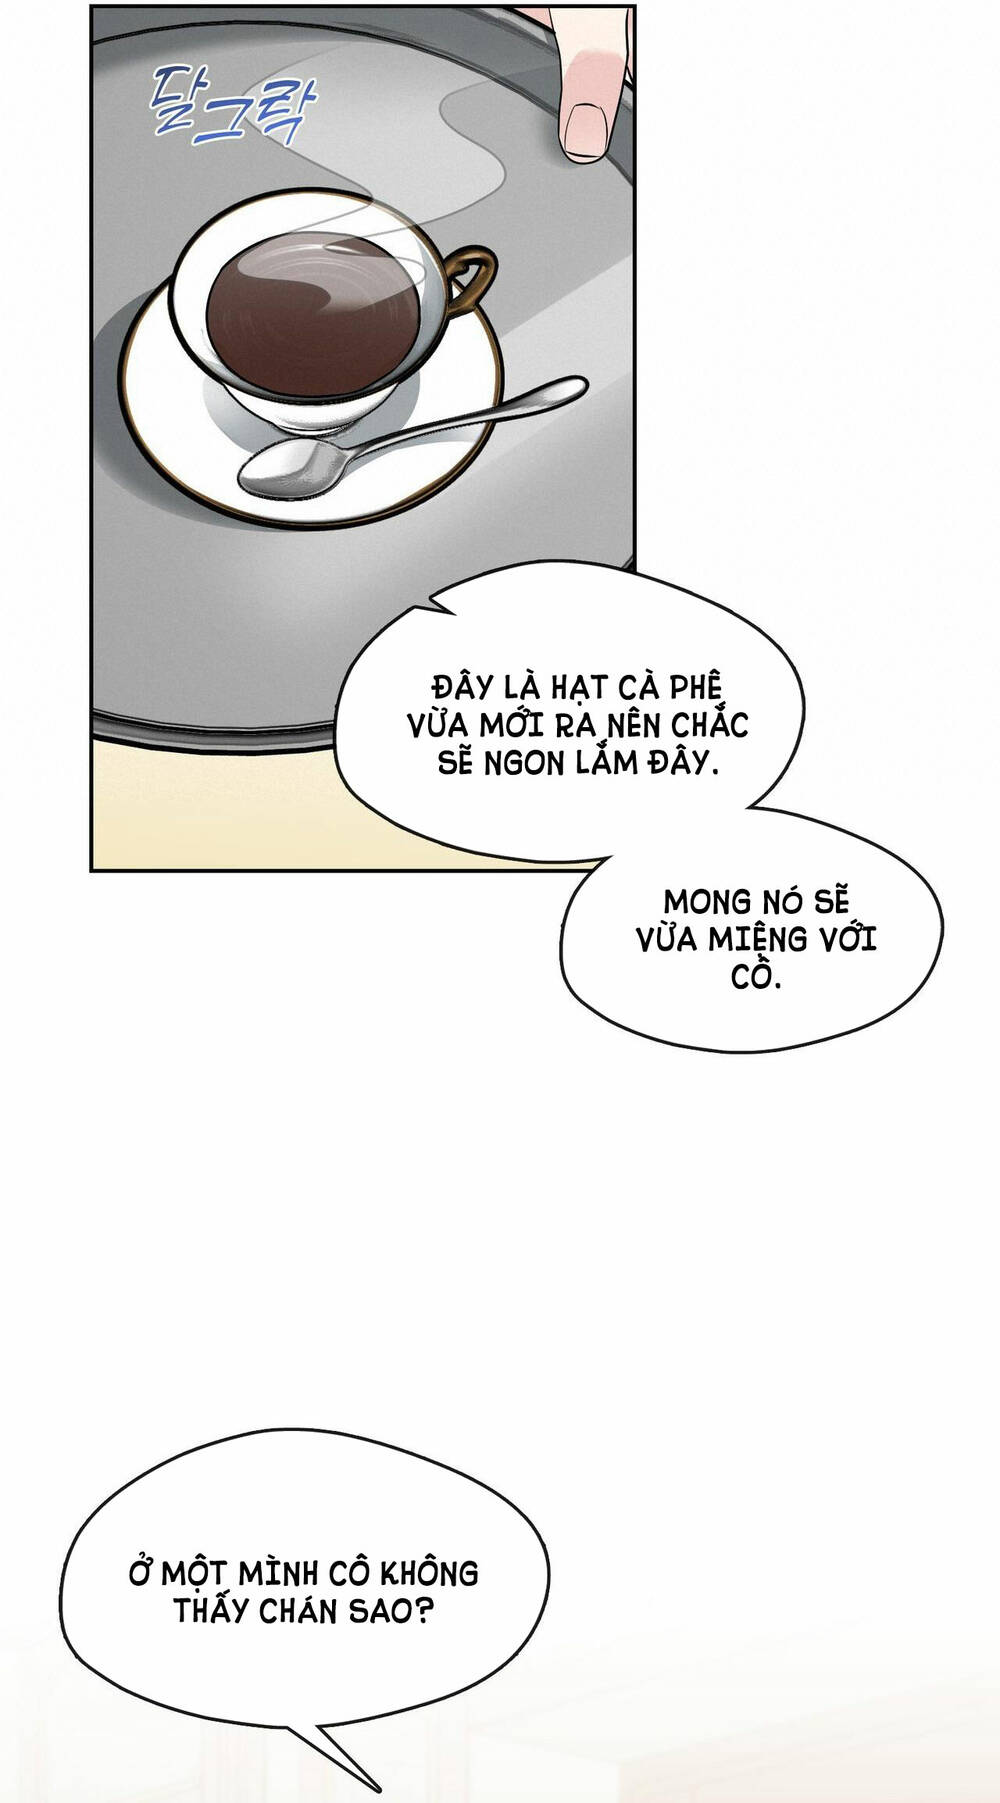 달그락
ĐÂY LÀ HẠT CÀ PHÊ
VỪA MỚI RA NÊN CHẮC
SẼ NGON LẮM ĐÂY.
MONG NÓ SẼ
VỪA MIỆNG VỚI
CÔ.
Ở MỘT MÌNH CÔ KHÔNG
THẤY CHÁN SAO?